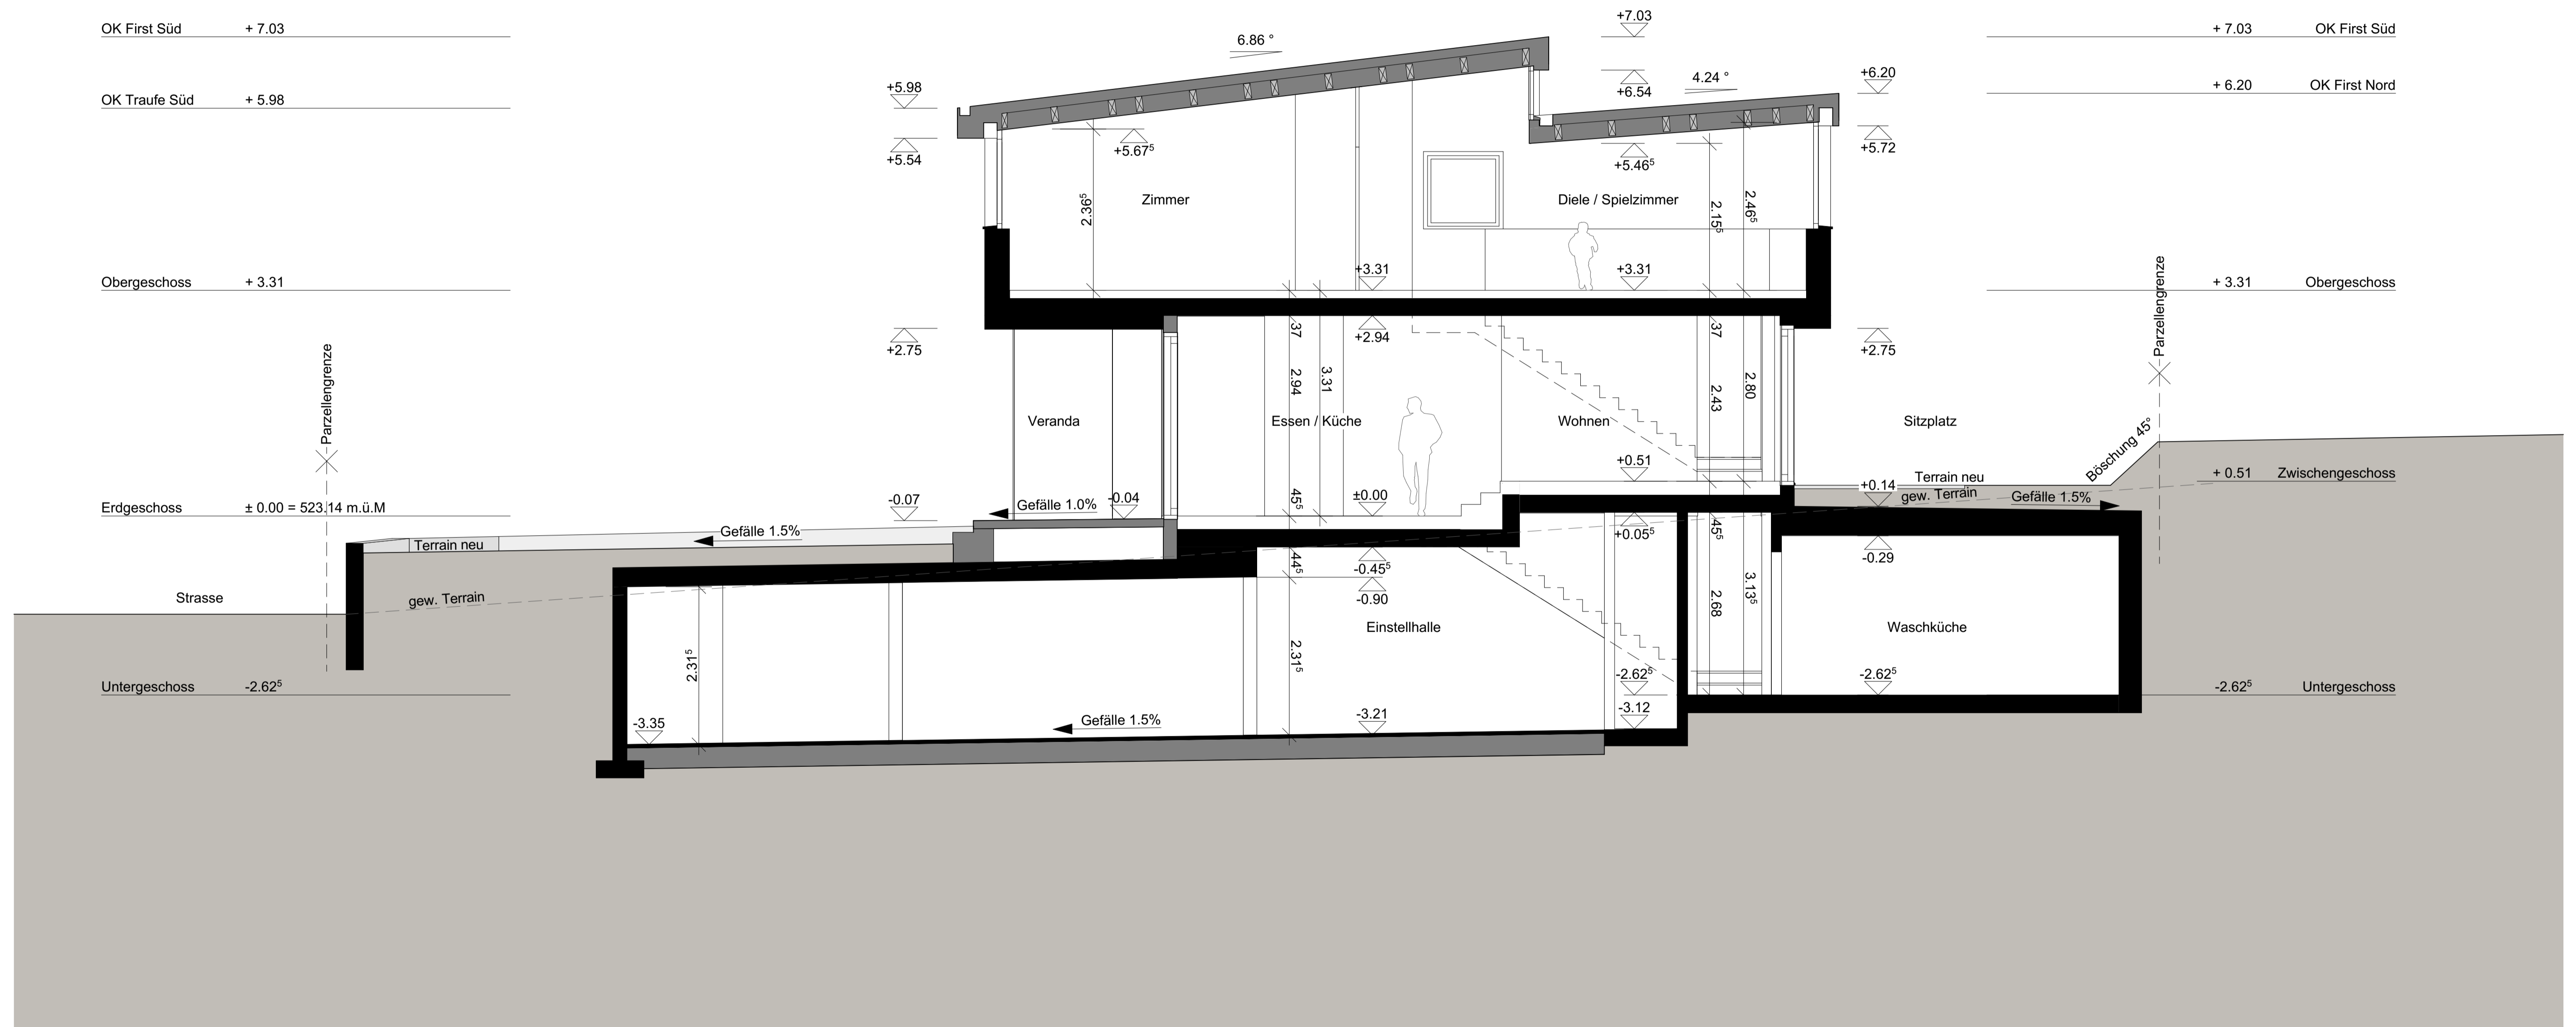 OK First Süd + 7.03
+7.03
+ 7.03 OK First Süd
6.86 °
4.24 °
+6.20
+5.98
+6.54
+ 6.20 OK First Nord
OK Traufe Süd + 5.98
+5.54
+5.67⁵
+5.46⁵
+5.72
Zimmer
Diele / Spielzimmer
2.36⁵
2.15⁵
2.46⁵
Obergeschoss + 3.31
+3.31
+3.31
+ 3.31 Obergeschoss
37
37
+2.75
+2.94
+2.75
Parzellengrenze
Parzellengrenze
2.94
3.31
2.43
2.80
Veranda
Essen / Küche
Wohnen
Sitzplatz
Böschung 45°
+0.51
Terrain neu
+ 0.51 Zwischengeschoss
+0.14
gew. Terrain
Gefälle 1.5%
Erdgeschoss ± 0.00 = 523.14 m.ü.M
-0.07
Gefälle 1.0%
-0.04
45⁵
±0.00
Gefälle 1.5%
Terrain neu
+0.05⁵
45⁵
44⁵
-0.45⁵
-0.29
-0.90
Strasse
gew. Terrain
2.68
3.13⁵
Einstellhalle
Waschküche
2.31⁵
2.31⁵
Untergeschoss -2.62⁵
-2.62⁵
-2.62⁵
-2.62⁵ Untergeschoss
-3.35
Gefälle 1.5%
-3.21
-3.12